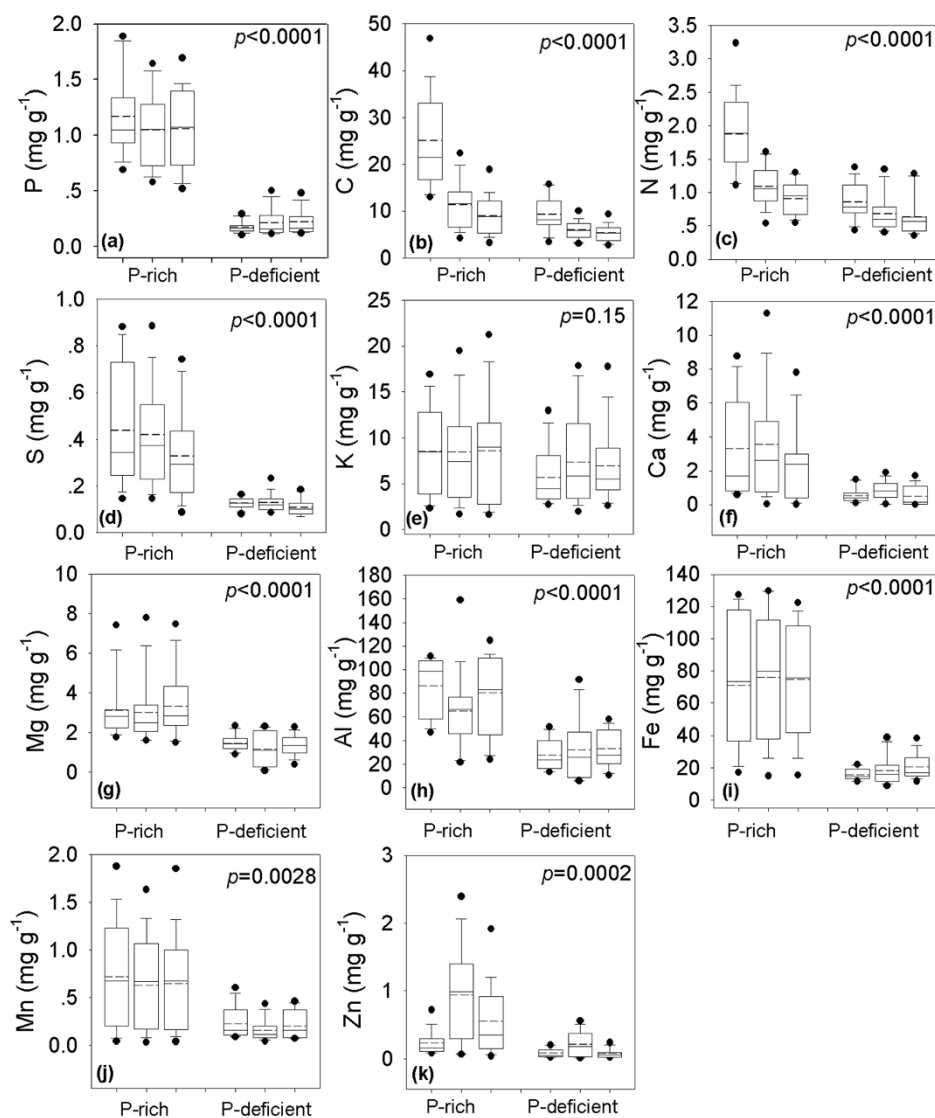 2.0
1.5
1.0
.5
0.0
P (mg g-1)
p<0.0001
(a)
P-rich P-deficient
50
40
30
20
10
0
C (mg g-1)
p<0.0001
(b)
P-rich P-deficient
3.5
3.0
2.5
2.0
1.5
1.0
.5
0.0
N (mg g-1)
p<0.0001
(c)
P-rich P-deficient
1.0
.8
.6
.4
.2
0.0
S (mg g-1)
p<0.0001
(d)
P-rich P-deficient
25
20
15
10
5
0
K (mg g-1)
p=0.15
(e)
P-rich P-deficient
12
10
8
6
4
2
0
Ca (mg g-1)
p<0.0001
(f)
P-rich P-deficient
10
8
6
4
2
0
Mg (mg g-1)
p<0.0001
(g)
P-rich P-deficient
180
160
140
120
100
80
60
40
20
0
Al (mg g-1)
p<0.0001
(h)
P-rich P-deficient
140
120
100
80
60
40
20
0
Fe (mg g-1)
p<0.0001
(i)
P-rich P-deficient
2.0
1.5
1.0
.5
0.0
Mn (mg g-1)
p=0.0028
(j)
P-rich P-deficient
3
2
1
0
Zn (mg g-1)
p=0.0002
(k)
P-rich P-deficient